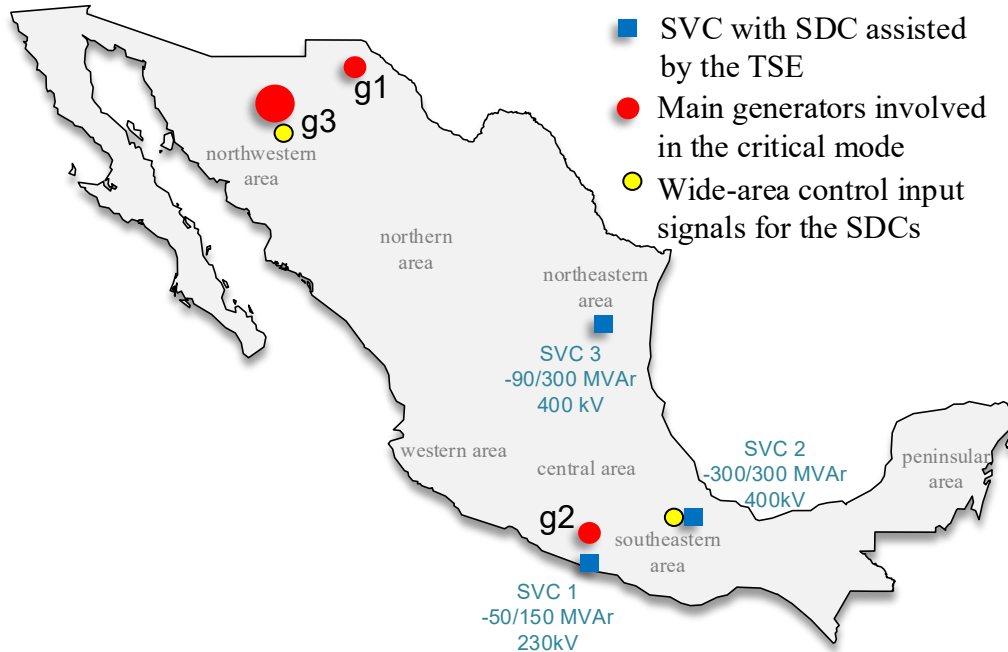 SVC with SDC assisted
by the TSE
Main generators involved
in the critical mode
Wide-area control input
signals for the SDCs
g1
g3
northwestern
area
northern
area
northeastern
area
SVC 3
-90/300 MVAr
400 kV
western area
central area
SVC 2
-300/300 MVAr
400kV
peninsular
area
g2
southeastern
area
SVC 1
-50/150 MVAr
230kV